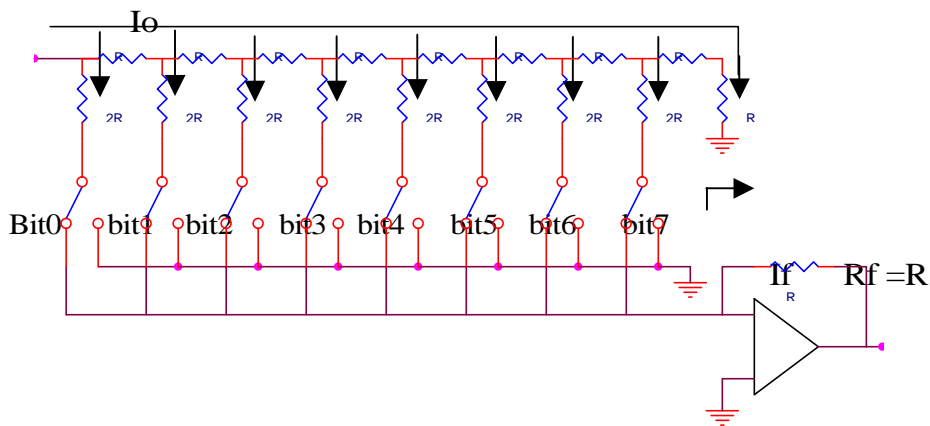 Io
R R R R R R R R
2R 2R 2R 2R 2R 2R 2R 2R R
Bit0 bit1 bit2 bit3 bit4 bit5 bit6 bit7
If Rf =R
R